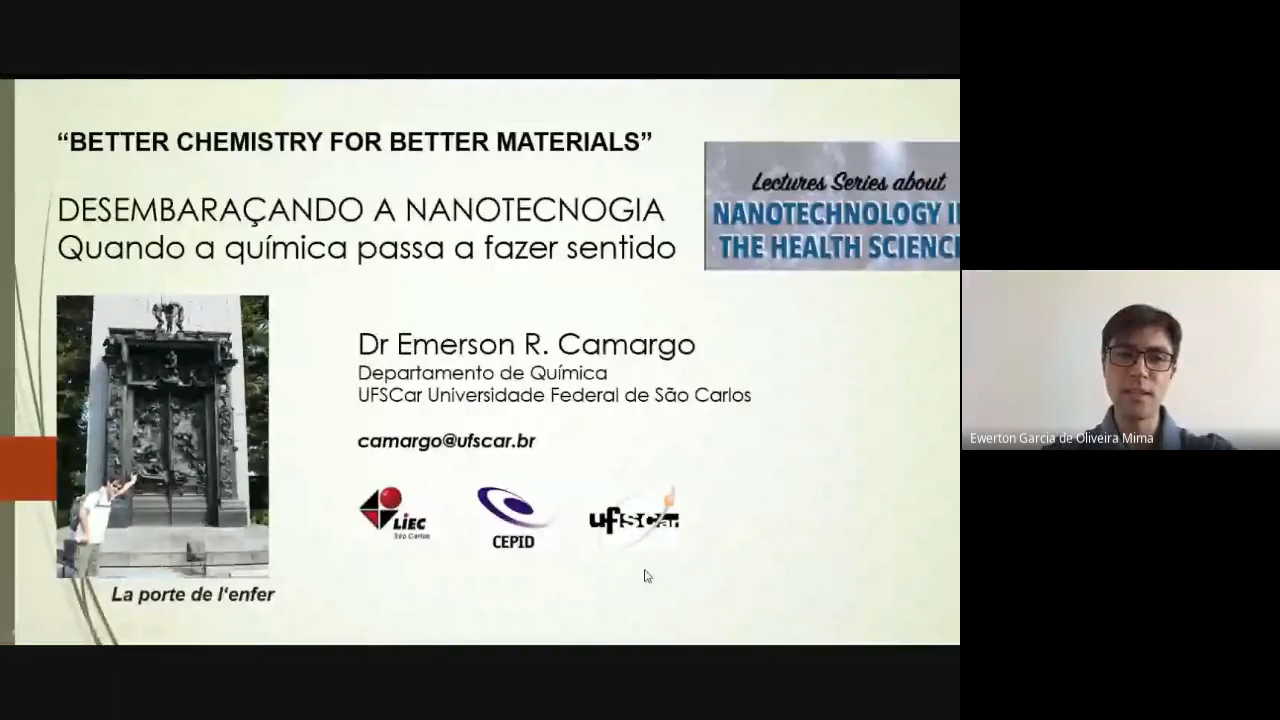 “BETTER CHEMISTRY FOR BETTER MATERIALS”
DESEMBARAÇANDO A NANOTECNOGIA
Quando a química passa a fazer sentido
Lectures Series about
NANOTECHNOLOGY I
THE HEALTH SCIENC
Dr Emerson R. Camargo
Departamento de Química
UFSCar Universidade Federal de São Carlos
camargo@ufscar.br
LIEC
São Carlos
CEPID
ufscar
La porte de l'enfer
Ewerton Garcia de Oliveira Mima